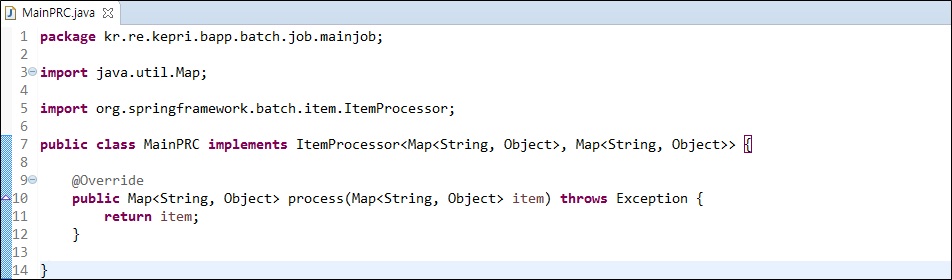 MainPRC.java
1 package kr.re.kepri.bapp.batch.job.mainjob;
2
3 import java.util.Map;
4
5 import org.springframework.batch.item.ItemProcessor;
6
7 public class MainPRC implements ItemProcessor<Map<String, Object>, Map<String, Object>> {
8
9     @Override
10     public Map<String, Object> process(Map<String, Object> item) throws Exception {
11         return item;
12     }
13
14 }